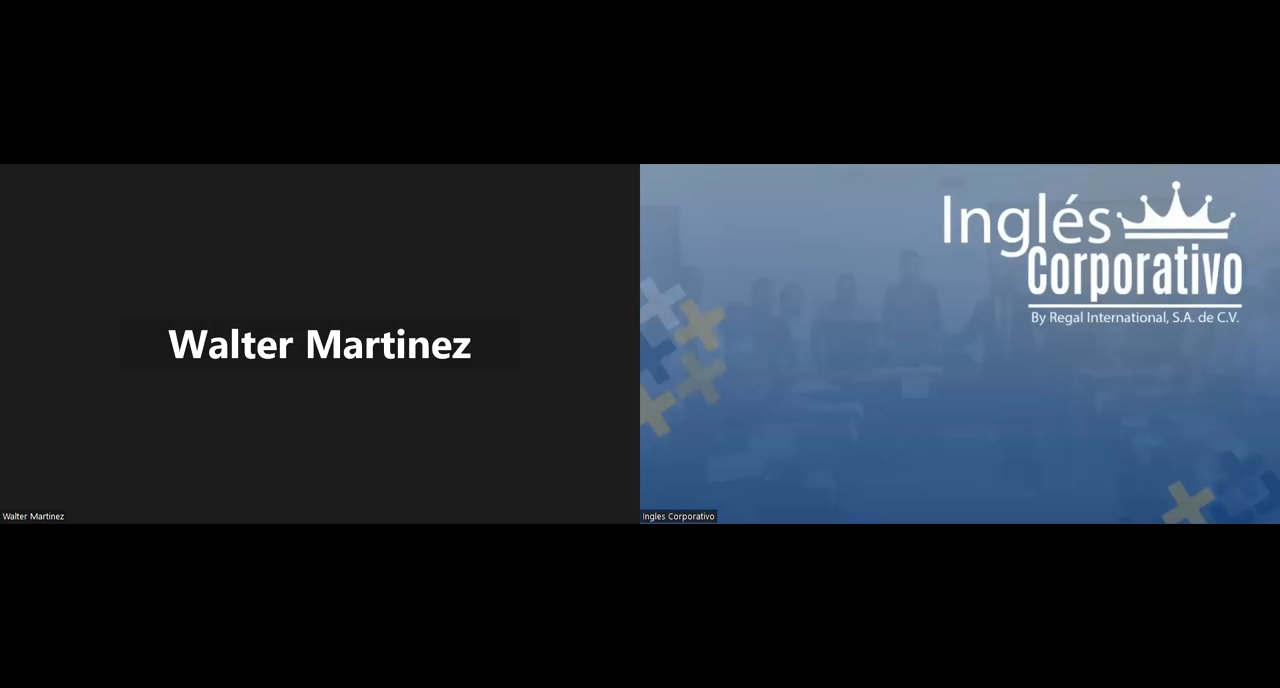 Walter Martinez
Walter Martinez
Inglés
Corporativo
By Regal International, S.A. de C.V.
Ingles Corporativo